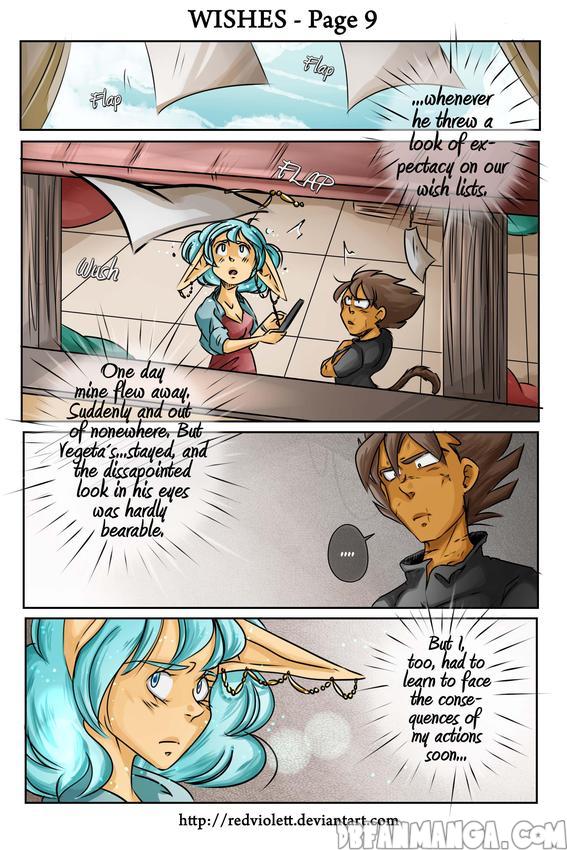 WISHES - Page 9
Flap
Flap
...whenever
he threw a
look of ex-
pectacy on our
wish lists.
FLAP
Wush
One day
mine flew away.
Suddenly and out
of nonewhere. But
Vegeta's...stayed, and
the dissapointed
look in his eyes
was hardly
bearable.
....
But I,
too, had to
learn to face
the conse-
quences of
my actions
soon...
http://redviolett.deviantart.com
DBFANMANGA.COM